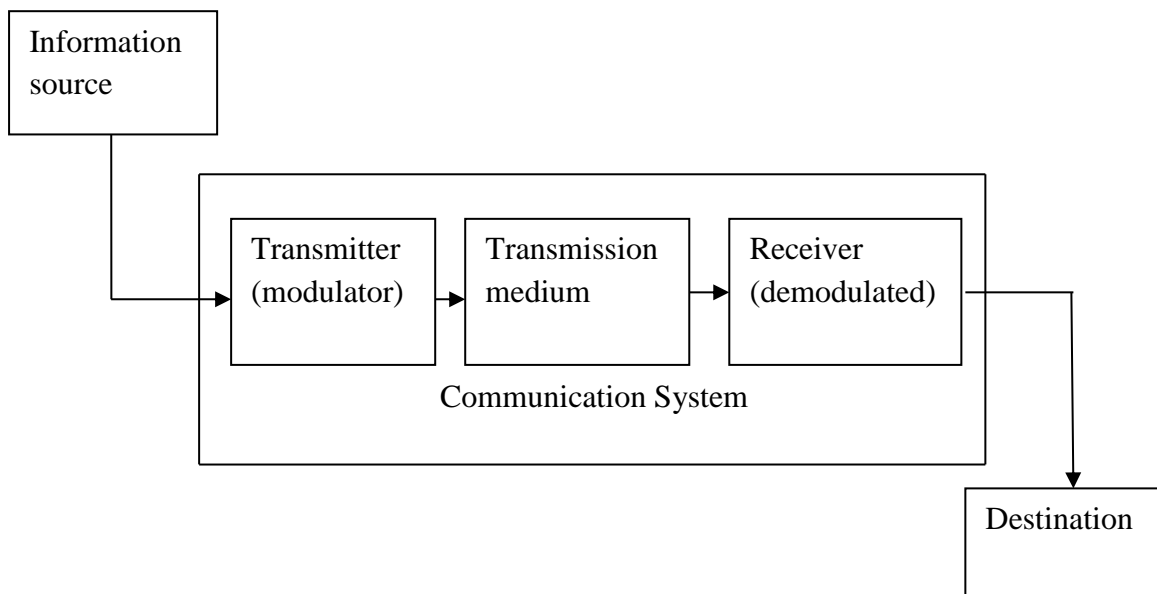 Information
source
Transmitter
(modulator)
Transmission
medium
Receiver
(demodulated)
Communication System
Destination